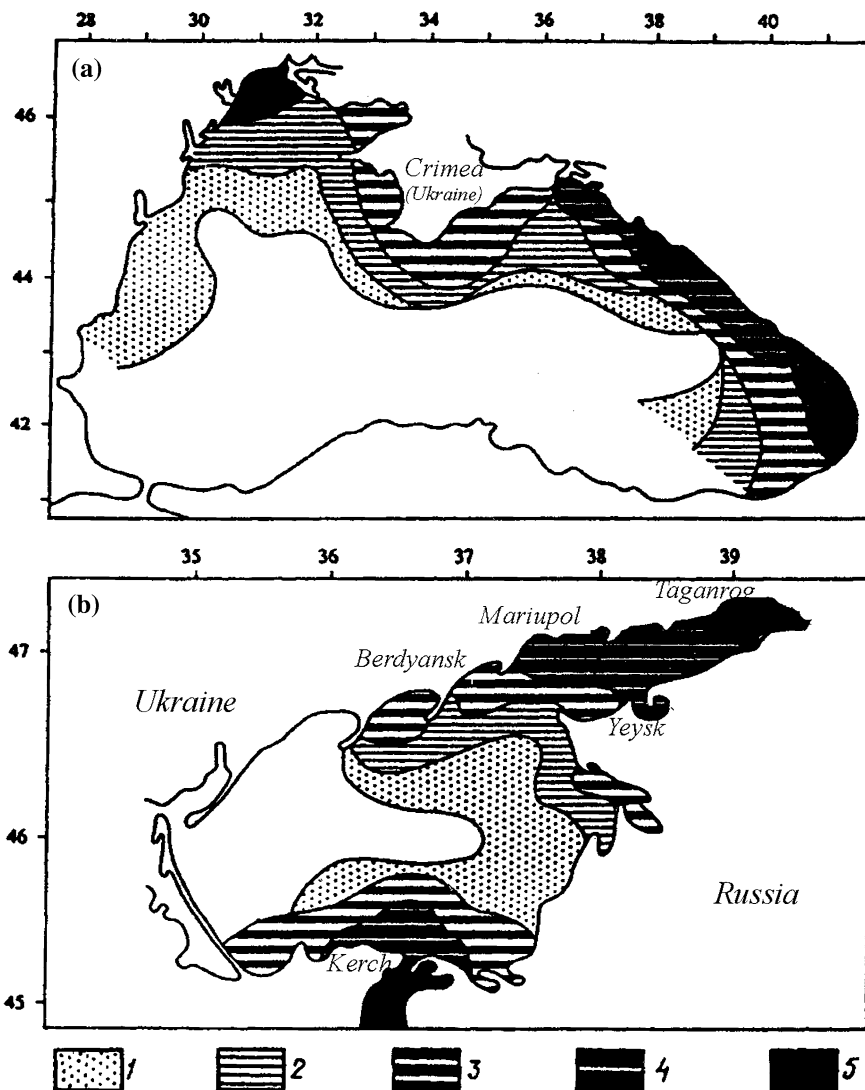 28 30 32 34 36 38 40
(a)
46
Crimea
(Ukraine)
44
42
35 36 37 38 39
(b)
Taganrog
Mariupol
47
Berdyansk
Ukraine
Yeysk
46
Russia
Kerch
45
1 2 3 4 5